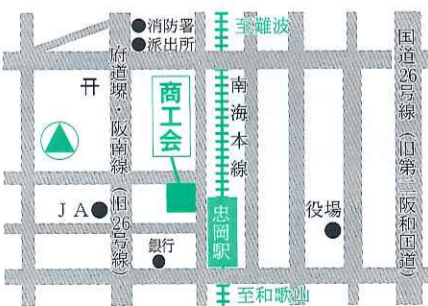 ●消防署
●派出所
至難波
府道堺・阪南線（旧26号線）
商工会
南海本線
国道26号線（旧第二阪和国道）
JA●
忠岡駅
役場
銀行
至和歌山